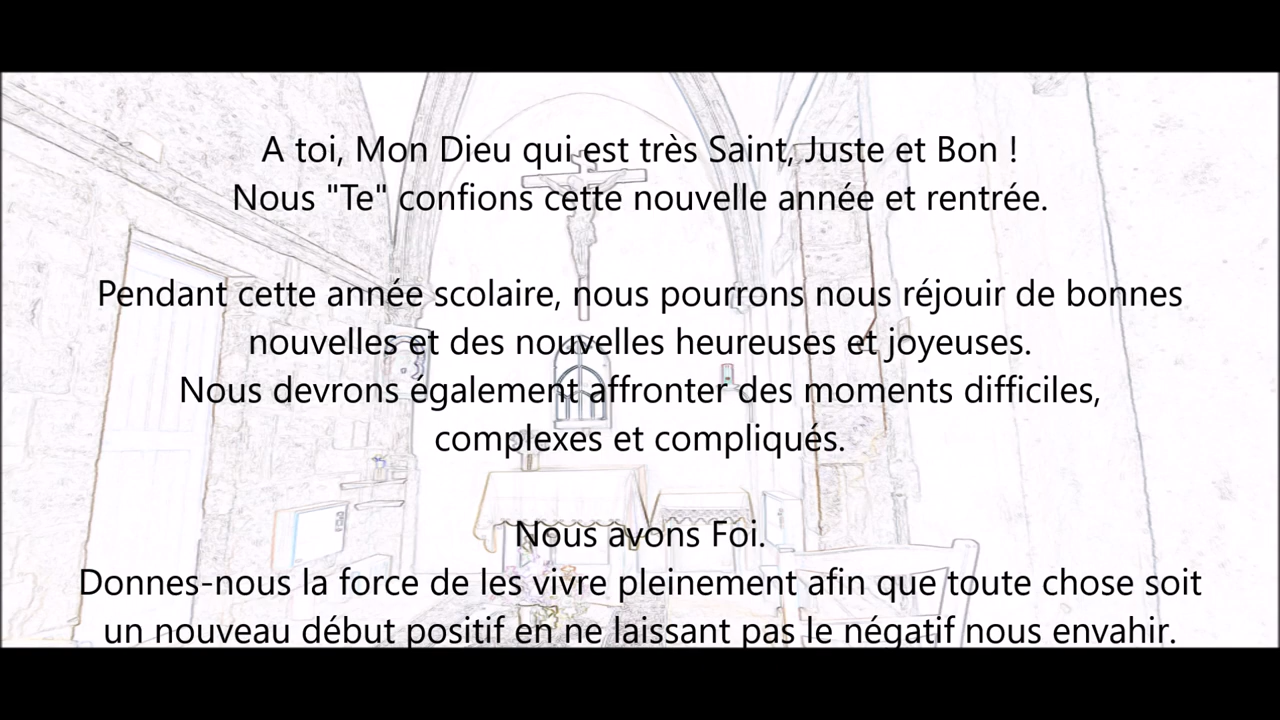 A toi, Mon Dieu qui est très Saint, Juste et Bon !
Nous "Te" confions cette nouvelle année et rentrée.
Pendant cette année scolaire, nous pourrons nous réjouir de bonnes
nouvelles et des nouvelles heureuses et joyeuses.
Nous devrons également affronter des moments difficiles,
complexes et compliqués.
Nous avons Foi.
Donnes-nous la force de les vivre pleinement afin que toute chose soit
un nouveau début positif en ne laissant pas le négatif nous envahir.